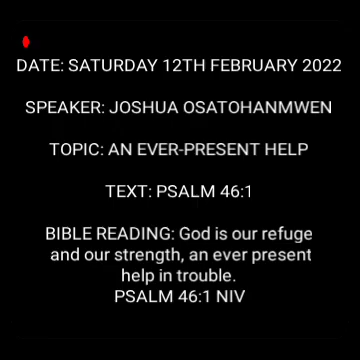 DATE: SATURDAY 12TH FEBRUARY 2022
SPEAKER: JOSHUA OSATOHANMWEN
TOPIC: AN EVER-PRESENT HELP
TEXT: PSALM 46:1
BIBLE READING: God is our refuge
and our strength, an ever present
help in trouble.
PSALM 46:1 NIV